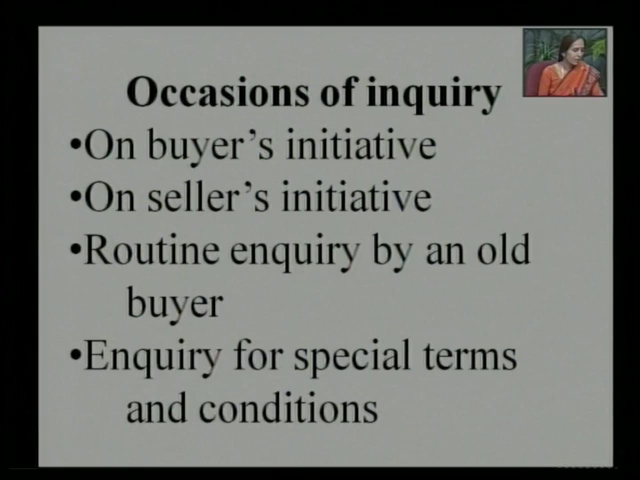 Occasions of inquiry
•On buyer's initiative
•On seller's initiative
•Routine enquiry by an old
buyer
•Enquiry for special terms
and conditions